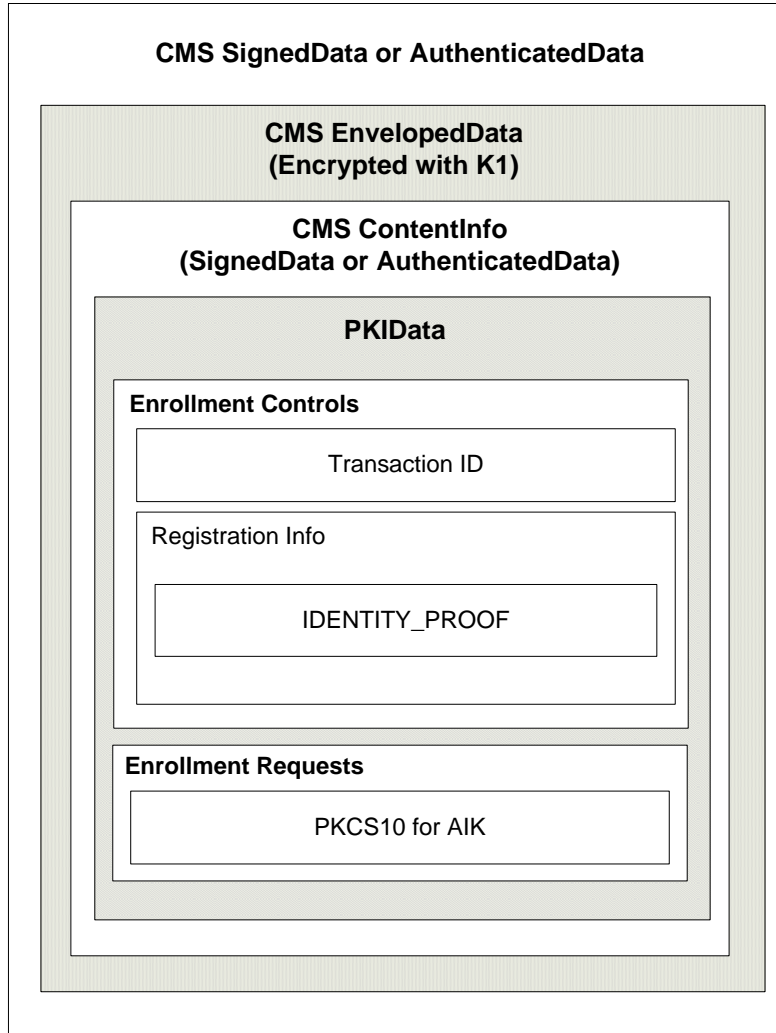 CMS SignedData or AuthenticatedData
CMS EnvelopedData
(Encrypted with K1)
CMS ContentInfo
(SignedData or AuthenticatedData)
PKIData
Enrollment Controls
Transaction ID
Registration Info
IDENTITY_PROOF
Enrollment Requests
PKCS10 for AIK